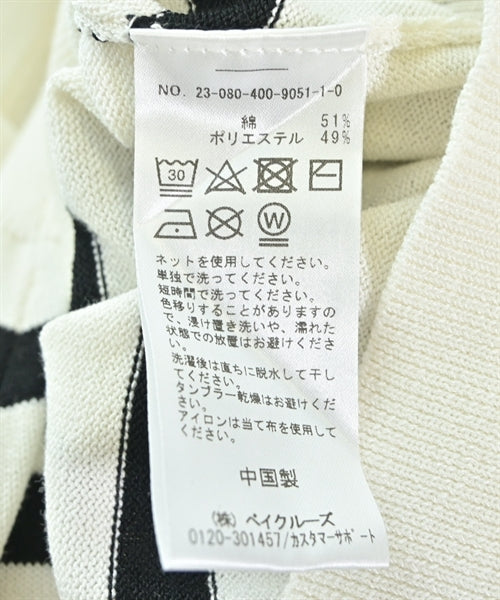 NO. 23-080-400-9051-1-0
綿 51%
ポリエステル 49%
30
W
ネットを使用してください。
単独で洗ってください。
短時間で洗ってください。
色移りすることがありますの
で、浸け置き洗いや、濡れた
状態での放置はお避けくださ
い。
洗濯後は直ちに脱水して干し
てください。
タンブラー乾燥はお避けくだ
さい。
アイロンは当て布を使用して
ください。
中国製
(株) ベイクルーズ
0120-301457/カスタマーサポート